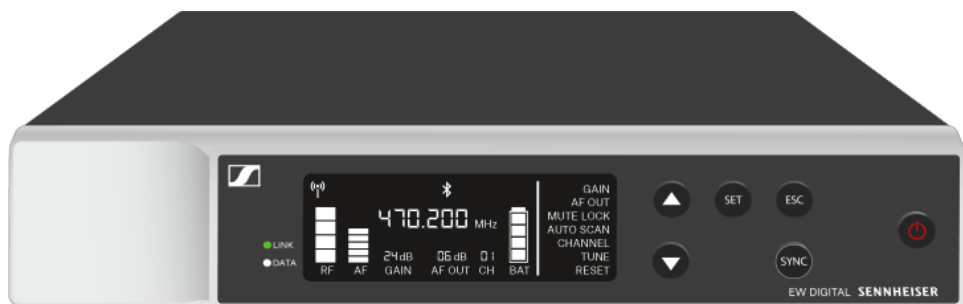 470.200 MHz
24dB 06dB 01
RF AF GAIN AF OUT CH BAT
LINK
DATA
GAIN
AF OUT
MUTE LOCK
AUTO SCAN
CHANNEL
TUNE
RESET
SET
ESC
SYNC
EW DIGITAL SENNHEISER